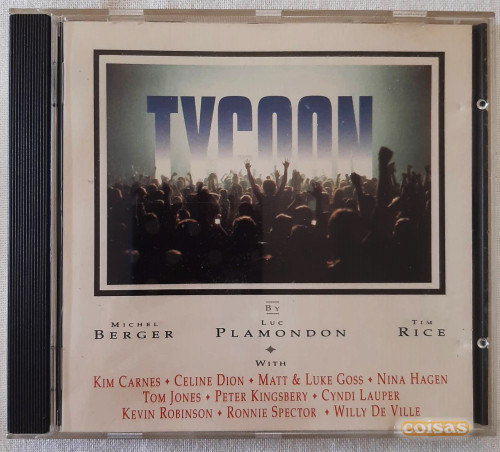 TYCOON
BY
MICHEL BERGER
LUC PLAMONDON
TIM RICE
WITH
KIM CARNES • CELINE DION • MATT & LUKE GOSS • NINA HAGEN
TOM JONES • PETER KINGSBERY • CYNDI LAUPER
KEVIN ROBINSON • RONNIE SPECTOR • WILLY DE VILLE
coisas